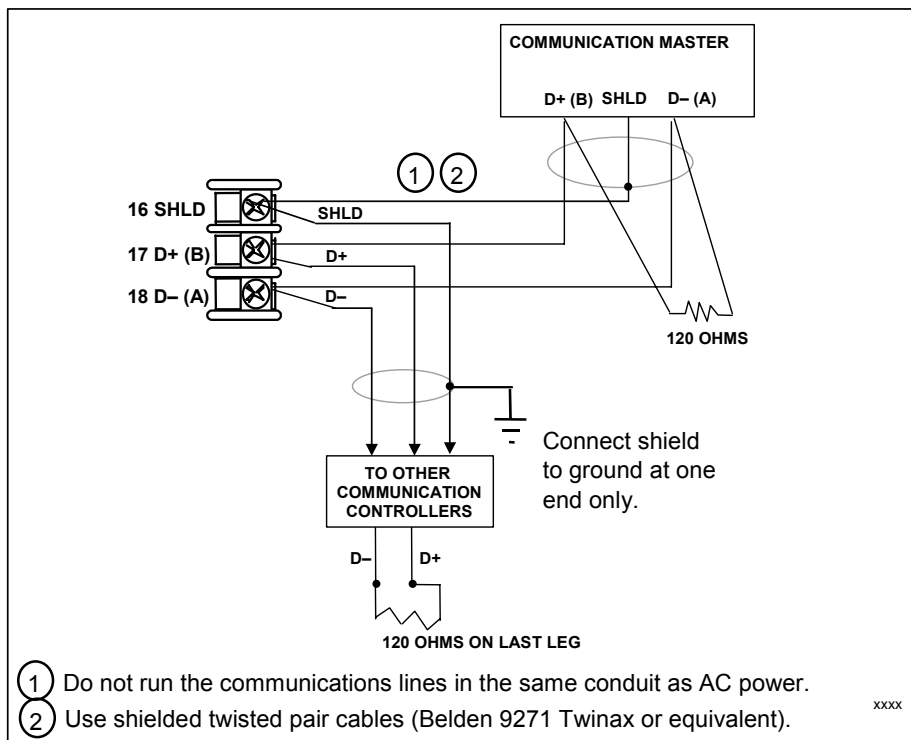 COMMUNICATION MASTER
D+ (B) SHLD D– (A)
1 2
16 SHLD
SHLD
17 D+ (B)
D+
18 D– (A)
D–
120 OHMS
Connect shield
to ground at one
end only.
TO OTHER
COMMUNICATION
CONTROLLERS
D– D+
120 OHMS ON LAST LEG
1 Do not run the communications lines in the same conduit as AC power.
2 Use shielded twisted pair cables (Belden 9271 Twinax or equivalent).
xxxx